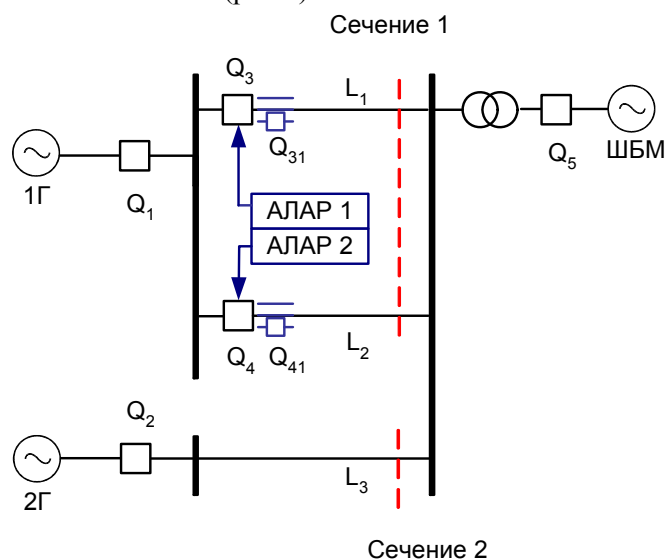 Сечение 1
Q3
L1
Q31
1Г
Q1
АЛАР 1
АЛАР 2
Q5
ШБМ
Q4
Q41
L2
Q2
2Г
L3
Сечение 2